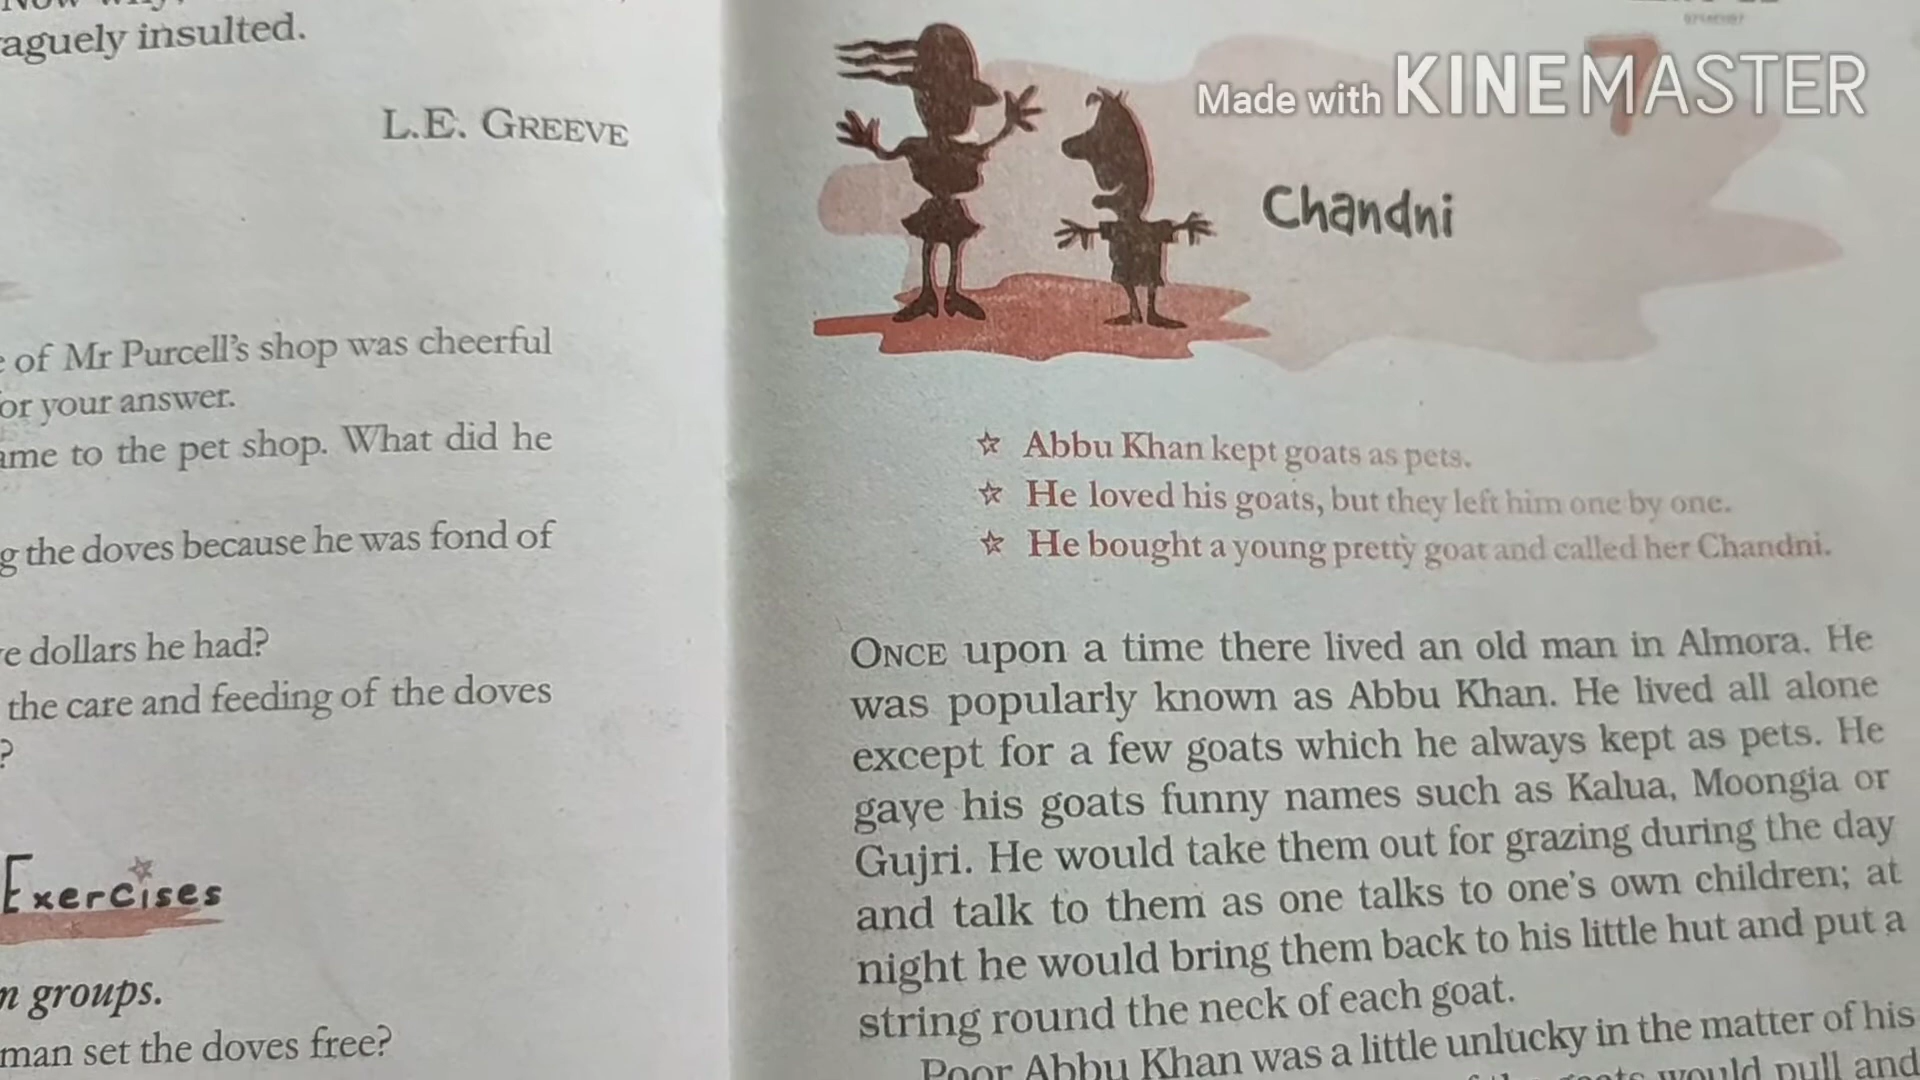 aguely insulted.
L.E. GREEVE
of Mr Purcell's shop was cheerful
or your answer.
ame to the pet shop. What did he
g the doves because he was fond of
e dollars he had?
the care and feeding of the doves
?
Exercises
n groups.
man set the doves free?
Made with KINEMASTER
7
Chandni
☆ Abbu Khan kept goats as pets.
☆ He loved his goats, but they left him one by one.
☆ He bought a young pretty goat and called her Chandni.
ONCE upon a time there lived an old man in Almora. He
was popularly known as Abbu Khan. He lived all alone
except for a few goats which he always kept as pets. He
gave his goats funny names such as Kalua, Moongia or
Gujri. He would take them out for grazing during the day
and talk to them as one talks to one's own children; at
night he would bring them back to his little hut and put a
string round the neck of each goat.
Poor Abbu Khan was a little unlucky in the matter of his
goats would pull and